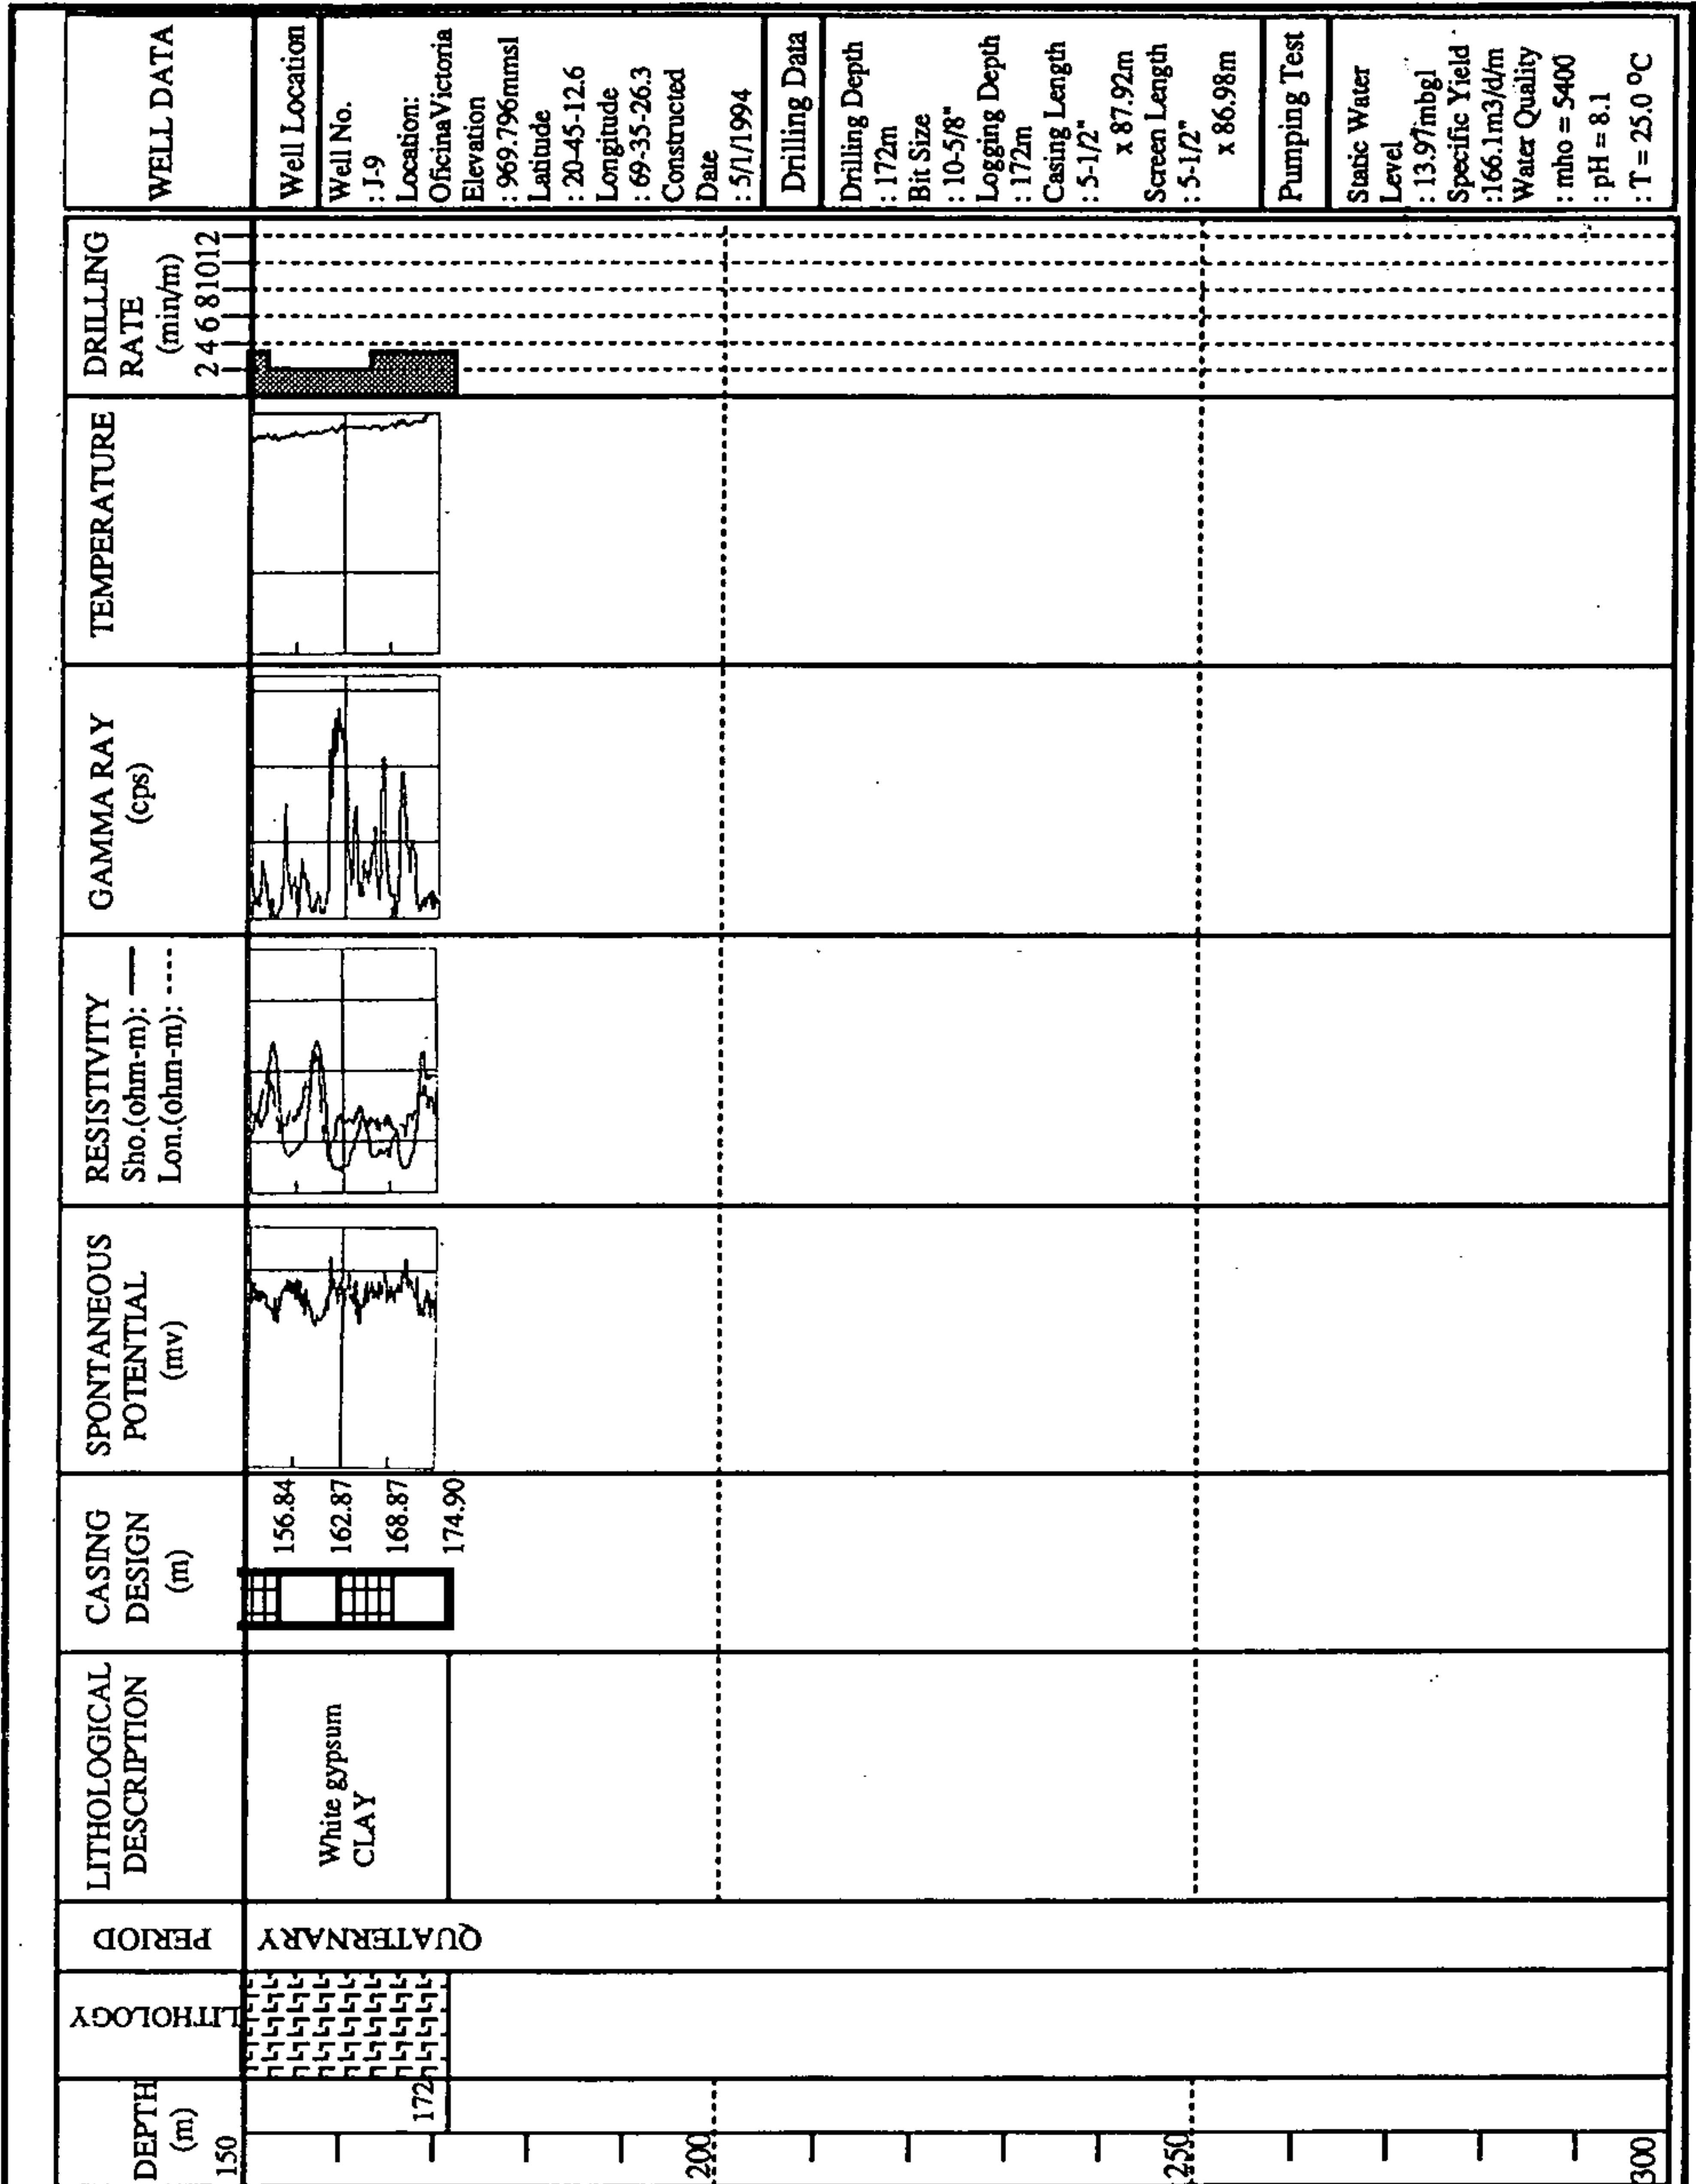 DEPTH
(m)
LITHOLOGY
PERIOD
LITHOLOGICAL
DESCRIPTION
CASING
DESIGN
(m)
SPONTANEOUS
POTENTIAL
(mv)
RESISTIVITY
Sho.(ohm-m):
Lon.(ohm-m):
GAMMA RAY
(cps)
TEMPERATURE
DRILLING
RATE
(min/m)
2 4 6 8 10 12
150
172
200
250
300
QUATERNARY
White gypsum
CLAY
156.84
162.87
168.87
174.90
WELL DATA
Well Location
Well No.
: J-9
Location:
OficinaVictoria
Elevation
: 969.796mmsl
Latitude
: 20-45-12.6
Longitude
: 69-35-26.3
Constructed
Date
: 5/1/1994
Drilling Data
Drilling Depth
: 172m
Bit Size
: 10-5/8"
Logging Depth
: 172m
Casing Length
: 5-1/2"
x 87.92m
Screen Length
: 5-1/2"
x 86.98m
Pumping Test
Static Water
Level
: 13.97mbgl
Specific Yield
:166.1m3/d/m
Water Quality
: mho = 5400
: pH = 8.1
: T = 25.0 °C